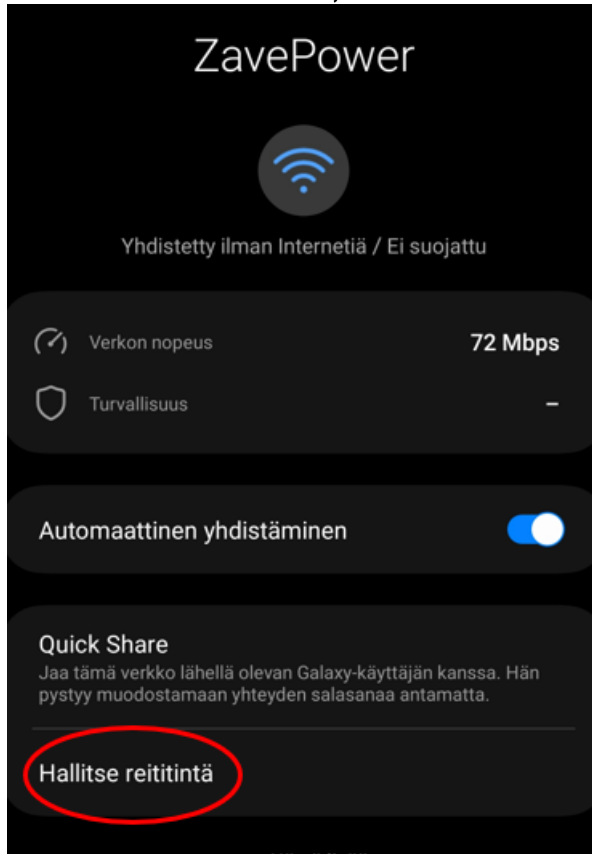 ZavePower
Yhdistetty ilman Internetiä / Ei suojattu
Verkon nopeus 72 Mbps
Turvallisuus –
Automaattinen yhdistäminen
Quick Share
Jaa tämä verkko lähellä olevan Galaxy-käyttäjän kanssa. Hän
pystyy muodostamaan yhteyden salasanaa antamatta.
Hallitse reititintä